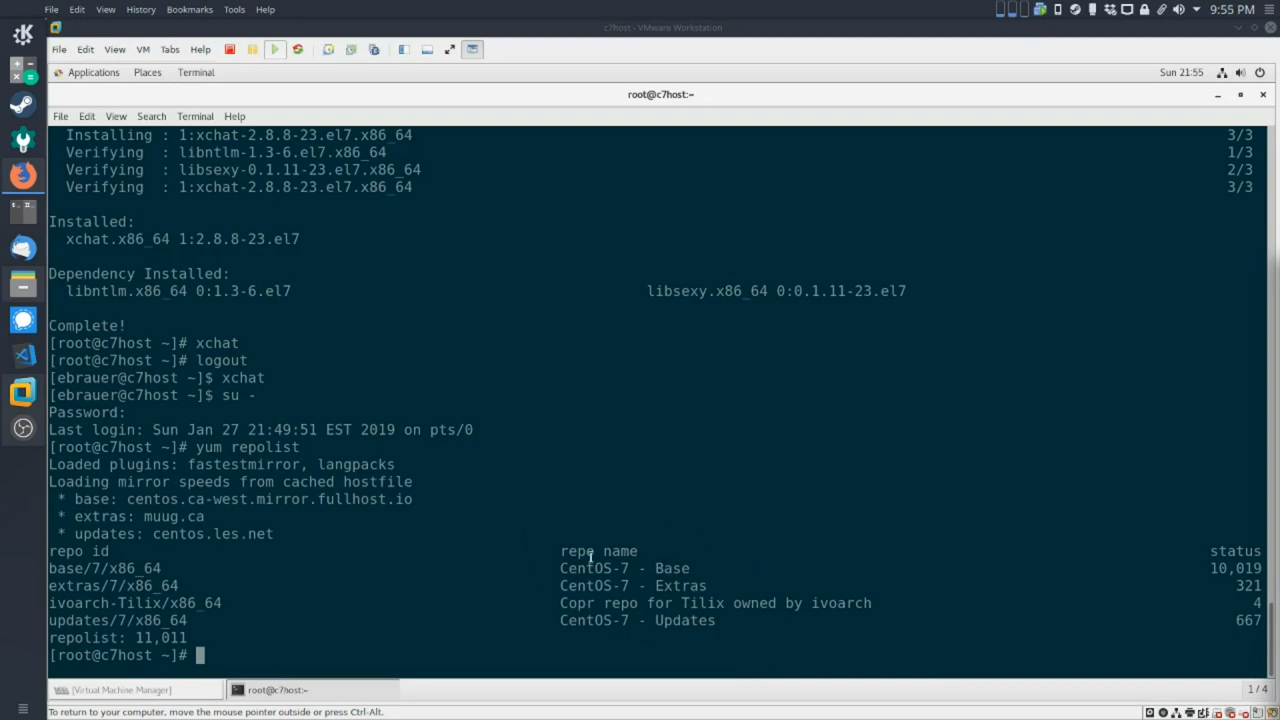 File Edit View History Bookmarks Tools Help 9:55 PM
c7host - VMware Workstation
File Edit View VM Tabs Help
Applications Places Terminal Sun 21:55
root@c7host:~
File Edit View Search Terminal Help
Installing : 1:xchat-2.8.8-23.el7.x86_64 3/3
Verifying : libntlm-1.3-6.el7.x86_64 1/3
Verifying : libsexy-0.1.11-23.el7.x86_64 2/3
Verifying : 1:xchat-2.8.8-23.el7.x86_64 3/3
Installed:
xchat.x86_64 1:2.8.8-23.el7
Dependency Installed:
libntlm.x86_64 0:1.3-6.el7 libsexy.x86_64 0:0.1.11-23.el7
Complete!
[root@c7host ~]# xchat
[root@c7host ~]# logout
[ebrauer@c7host ~]$ xchat
[ebrauer@c7host ~]$ su -
Password:
Last login: Sun Jan 27 21:49:51 EST 2019 on pts/0
[root@c7host ~]# yum repolist
Loaded plugins: fastestmirror, langpacks
Loading mirror speeds from cached hostfile
* base: centos.ca-west.mirror.fullhost.io
* extras: muug.ca
* updates: centos.les.net
repo id repo name status
base/7/x86_64 CentOS-7 - Base 10,019
extras/7/x86_64 CentOS-7 - Extras 321
ivoarch-Tilix/x86_64 Copr repo for Tilix owned by ivoarch 4
updates/7/x86_64 CentOS-7 - Updates 667
repolist: 11,011
[root@c7host ~]#
[Virtual Machine Manager] root@c7host:~ 1 / 4
To return to your computer, move the mouse pointer outside or press Ctrl-Alt.